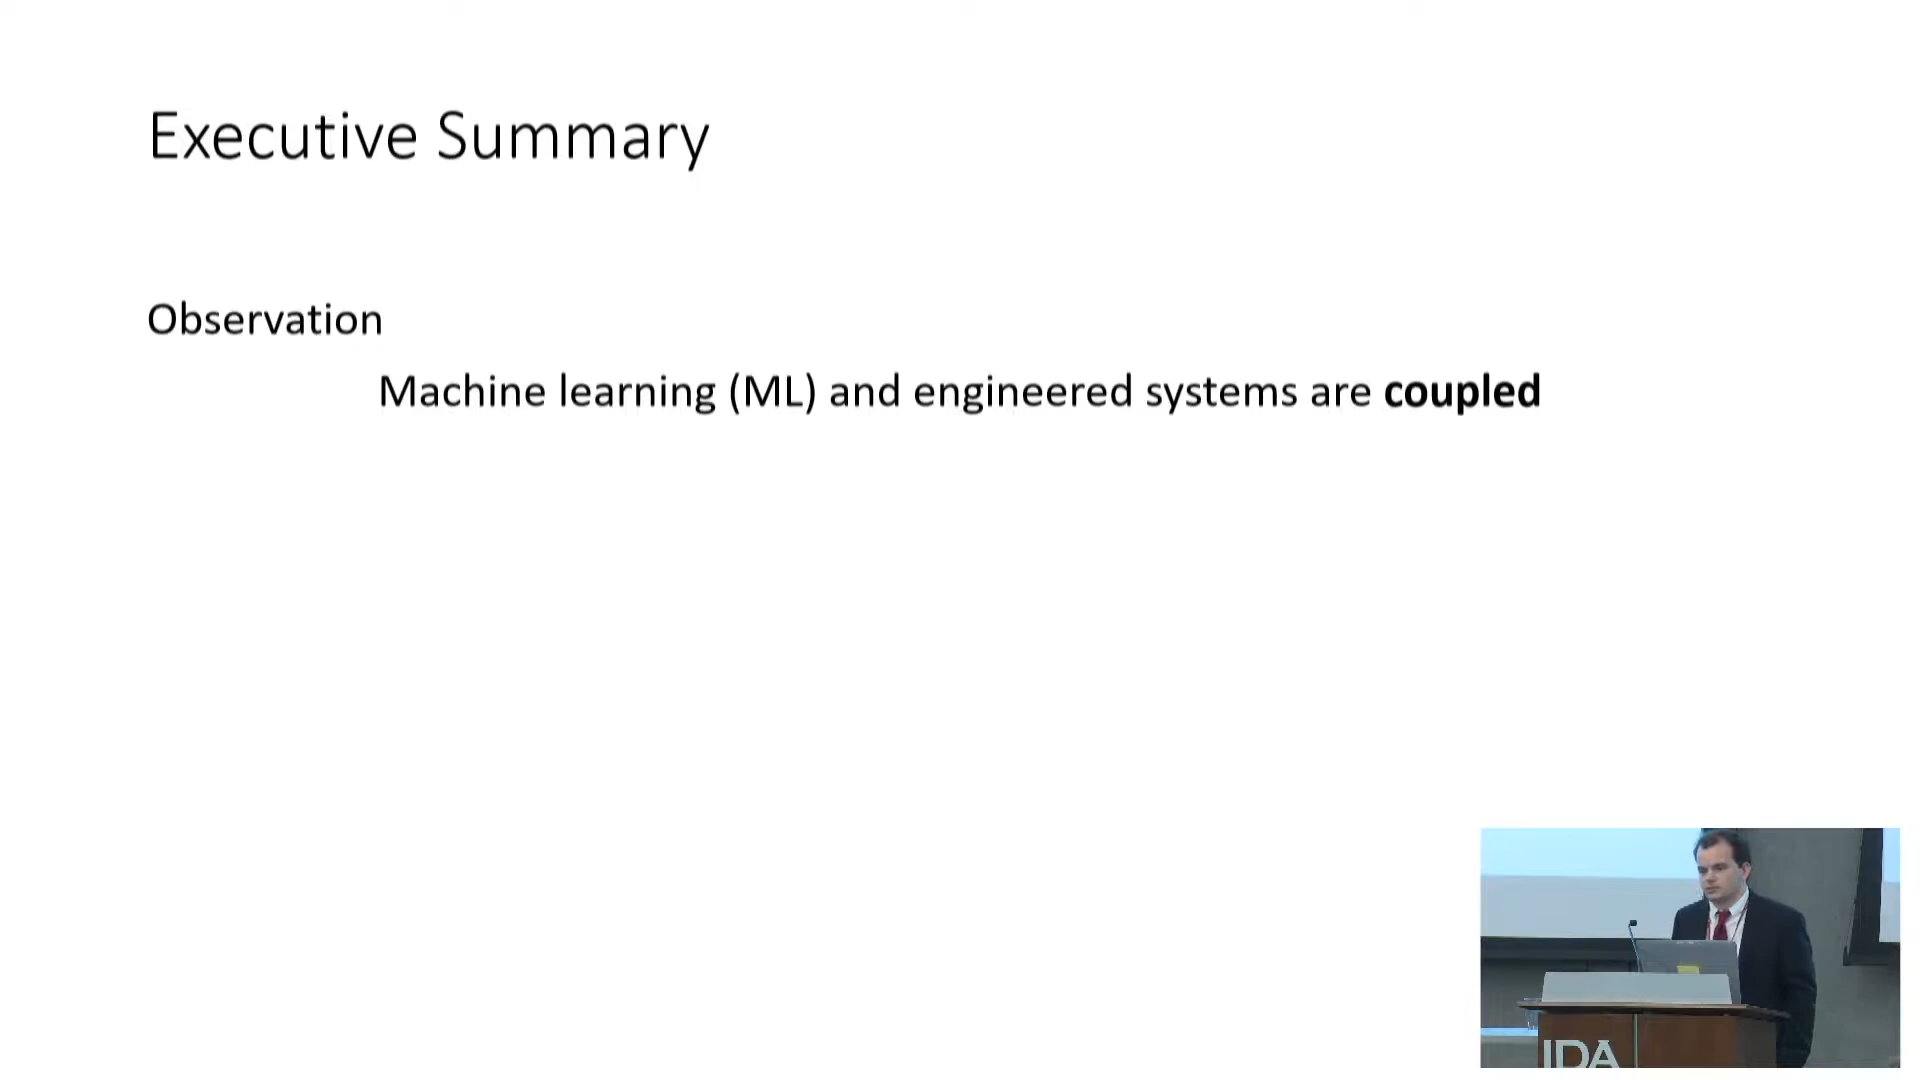 Executive Summary
Observation
Machine learning (ML) and engineered systems are coupled
IDA